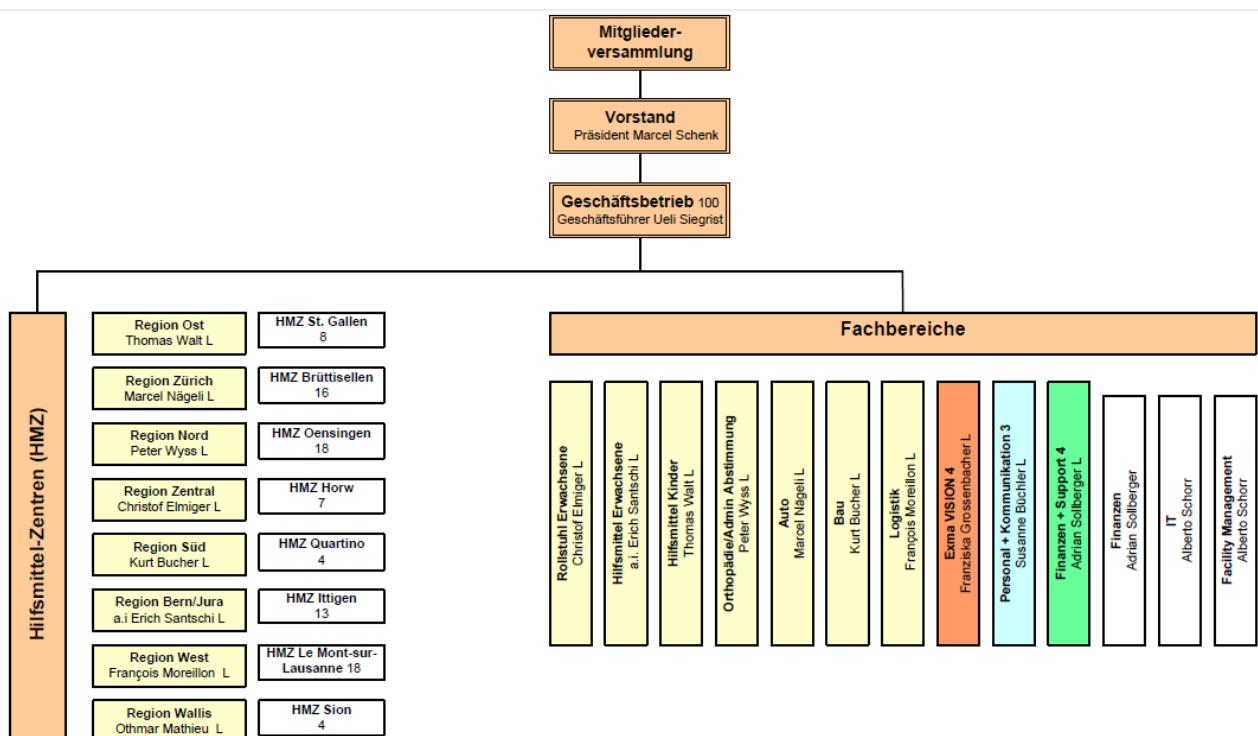 Mitglieder-
versammlung
Vorstand
Präsident Marcel Schenk
Geschäftsbetrieb 100
Geschäftsführer Ueli Siegrist
Hilfsmittel-Zentren (HMZ)
Region Ost
Thomas Walt L
HMZ St. Gallen
8
Region Zürich
Marcel Nägeli L
HMZ Brüttisellen
16
Region Nord
Peter Wyss L
HMZ Oensingen
18
Region Zentral
Christof Elmiger L
HMZ Horw
7
Region Süd
Kurt Bucher L
HMZ Quartino
4
Region Bern/Jura
a.i Erich Santschi L
HMZ Ittigen
13
Region West
François Moreillon L
HMZ Le Mont-sur-
Lausanne 18
Region Wallis
Othmar Mathieu L
HMZ Sion
4
Fachbereiche
Rollstuhl Erwachsene
Christof Elmiger L
Hilfsmittel Erwachsene
a.i. Erich Santschi L
Hilfsmittel Kinder
Thomas Walt L
Orthopädie/Admin Abstimmung
Peter Wyss L
Auto
Marcel Nägeli L
Bau
Kurt Bucher L
Logistik
François Moreillon L
Exma VISION 4
Franziska Grossenbacher L
Personal + Kommunikation 3
Susanne Büchler L
Finanzen + Support 4
Adrian Sollberger L
Finanzen
Adrian Sollberger
IT
Alberto Schorr
Facility Management
Alberto Schorr